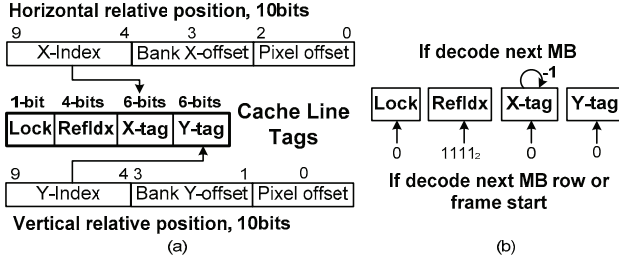 Horizontal relative position, 10bits
9 4 3 2 0
X-Index Bank X-offset Pixel offset
1-bit 4-bits 6-bits 6-bits
Lock RefIdx X-tag Y-tag
Cache Line
Tags
9 4 3 1 0
Y-Index Bank Y-offset Pixel offset
Vertical relative position, 10bits
(a)
If decode next MB
-1
Lock RefIdx X-tag Y-tag
0 1111₂ 0 0
If decode next MB row or
frame start
(b)